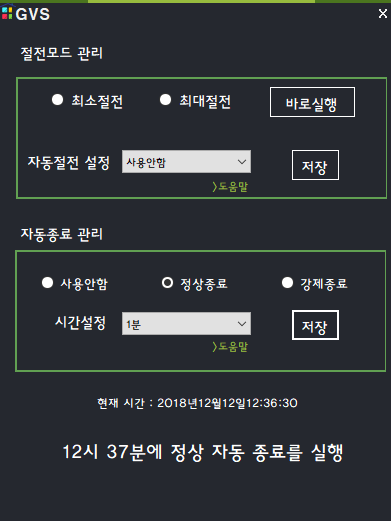 GVS
절전모드 관리
최소절전 최대절전 바로실행
자동절전 설정 사용안함 저장
>도움말
자동종료 관리
사용안함 정상종료 강제종료
시간설정 1분 저장
>도움말
현재 시간 : 2018년12월12일12:36:30
12시 37분에 정상 자동 종료를 실행